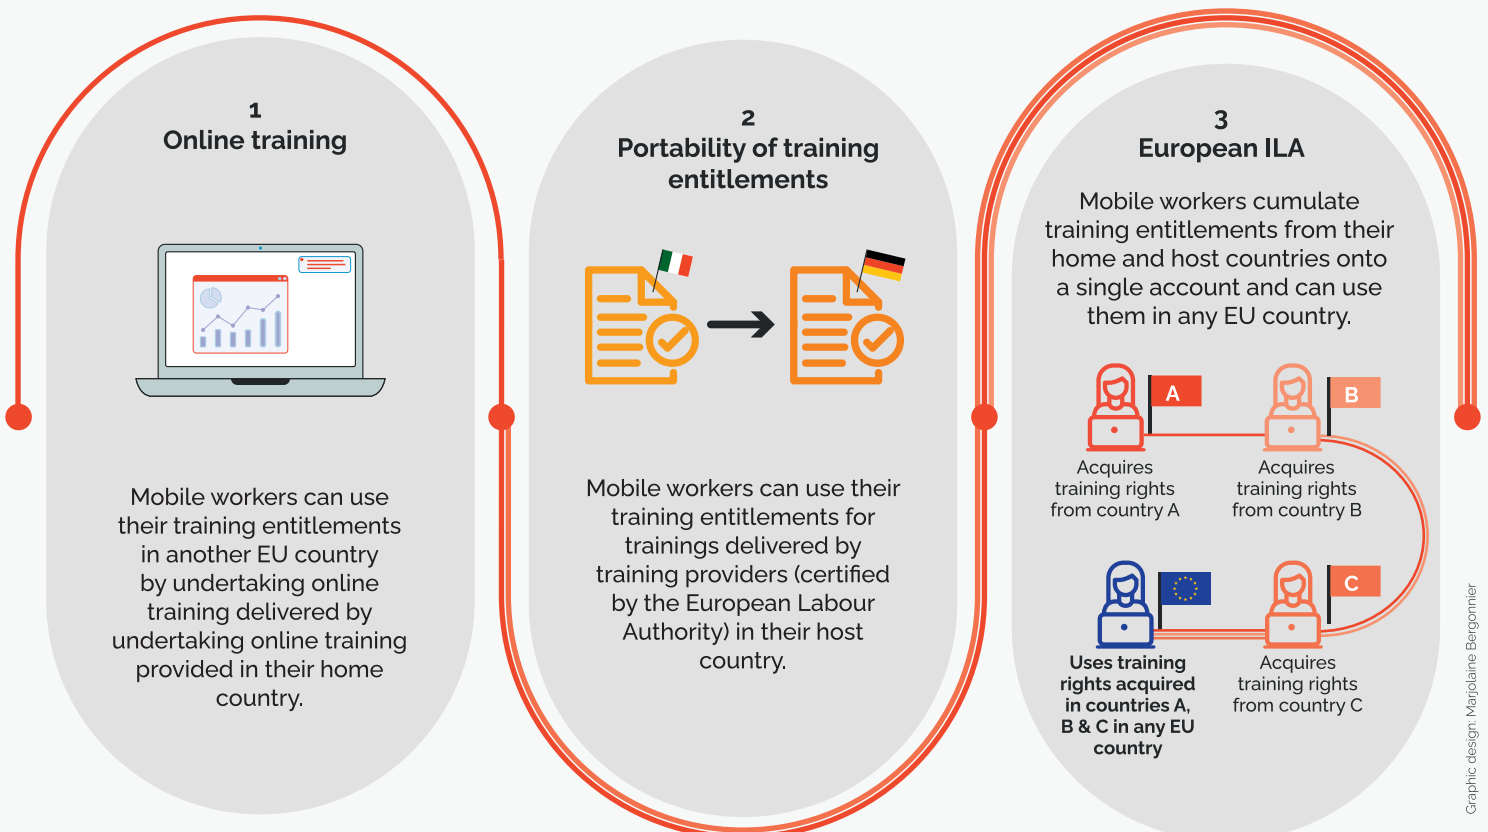 1
Online training
Mobile workers can use
their training entitlements
in another EU country
by undertaking online
training delivered by
undertaking online training
provided in their home
country.
2
Portability of training
entitlements
Mobile workers can use their
training entitlements for
trainings delivered by
training providers (certified
by the European Labour
Authority) in their host
country.
3
European ILA
Mobile workers cumulate
training entitlements from their
home and host countries onto
a single account and can use
them in any EU country.
A
Acquires
training rights
from country A
B
Acquires
training rights
from country B
C
Acquires
training rights
from country C
Uses training
rights acquired
in countries A,
B & C in any EU
country
Graphic design: Marjolaine Bergonnier